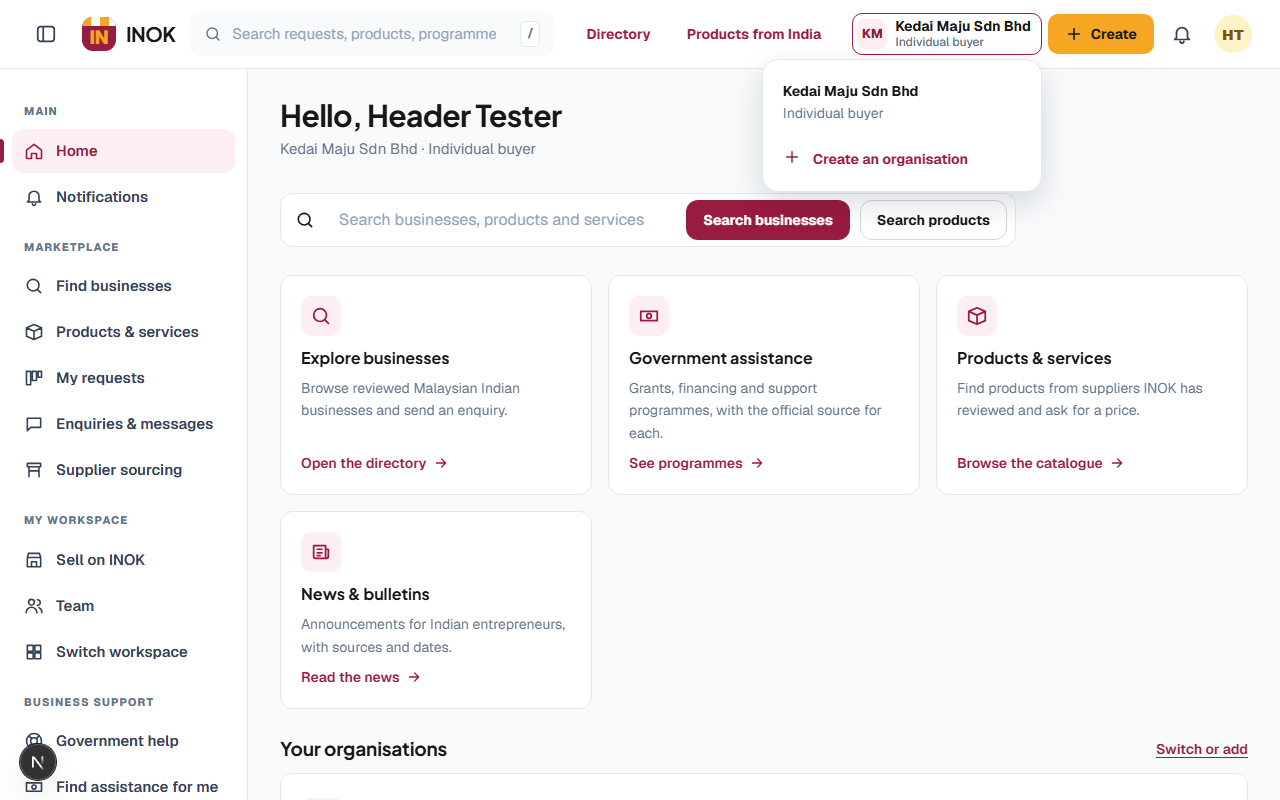 IN INOK
Search requests, products, programme
/
Directory
Products from India
KM
Kedai Maju Sdn Bhd
Individual buyer
Create
HT
Kedai Maju Sdn Bhd
Individual buyer
Create an organisation
MAIN
Home
Notifications
MARKETPLACE
Find businesses
Products & services
My requests
Enquiries & messages
Supplier sourcing
MY WORKSPACE
Sell on INOK
Team
Switch workspace
BUSINESS SUPPORT
Government help
N
Find assistance for me
Hello, Header Tester
Kedai Maju Sdn Bhd · Individual buyer
Search businesses, products and services
Search businesses
Search products
Explore businesses
Browse reviewed Malaysian Indian
businesses and send an enquiry.
Open the directory →
Government assistance
Grants, financing and support
programmes, with the official source for
each.
See programmes →
Products & services
Find products from suppliers INOK has
reviewed and ask for a price.
Browse the catalogue →
News & bulletins
Announcements for Indian entrepreneurs,
with sources and dates.
Read the news →
Your organisations
Switch or add